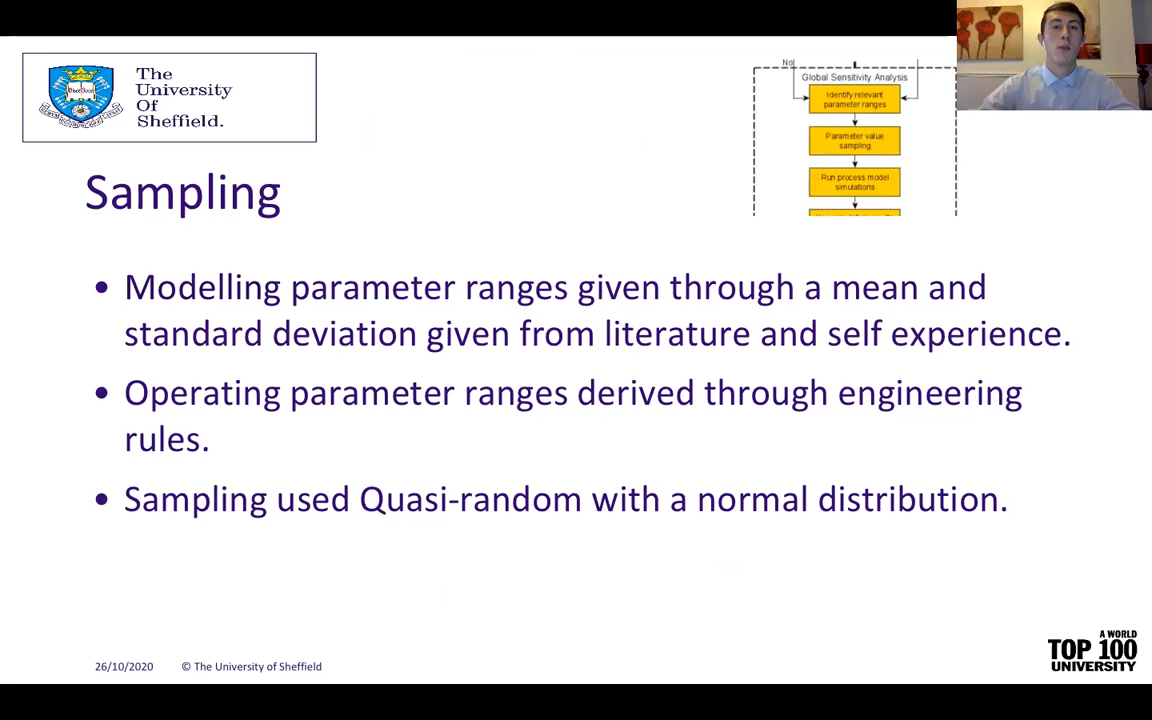 The
University
Of
Sheffield.
No
Global Sensitivity Analysis
Identify relevant
parameter ranges
Parameter value
sampling
Run process model
simulations
Sampling
• Modelling parameter ranges given through a mean and
standard deviation given from literature and self experience.
• Operating parameter ranges derived through engineering
rules.
• Sampling used Quasi-random with a normal distribution.
A WORLD
TOP 100
UNIVERSITY
26/10/2020
© The University of Sheffield